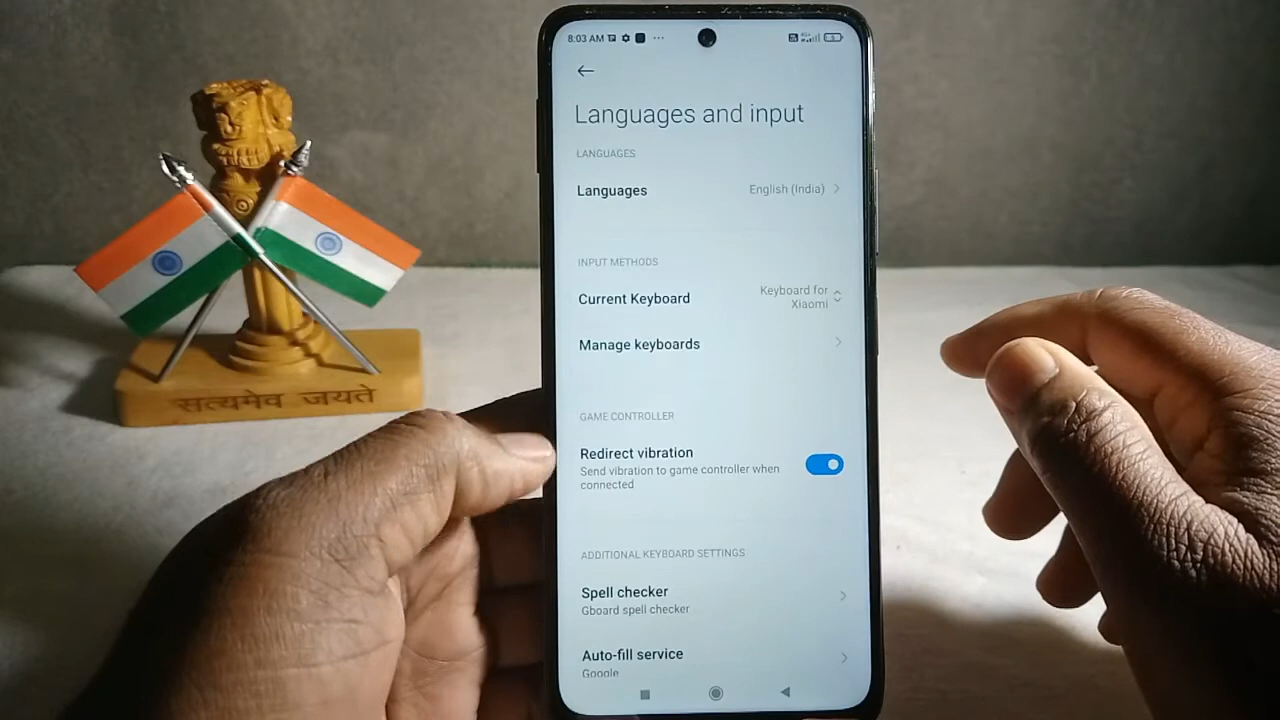 8:03 AM
Languages and input
LANGUAGES
Languages
English (India)
INPUT METHODS
Current Keyboard
Keyboard for
Xiaomi
Manage keyboards
GAME CONTROLLER
Redirect vibration
Send vibration to game controller when
connected
ADDITIONAL KEYBOARD SETTINGS
Spell checker
Gboard spell checker
Auto-fill service
Google
सत्यमेव जयते